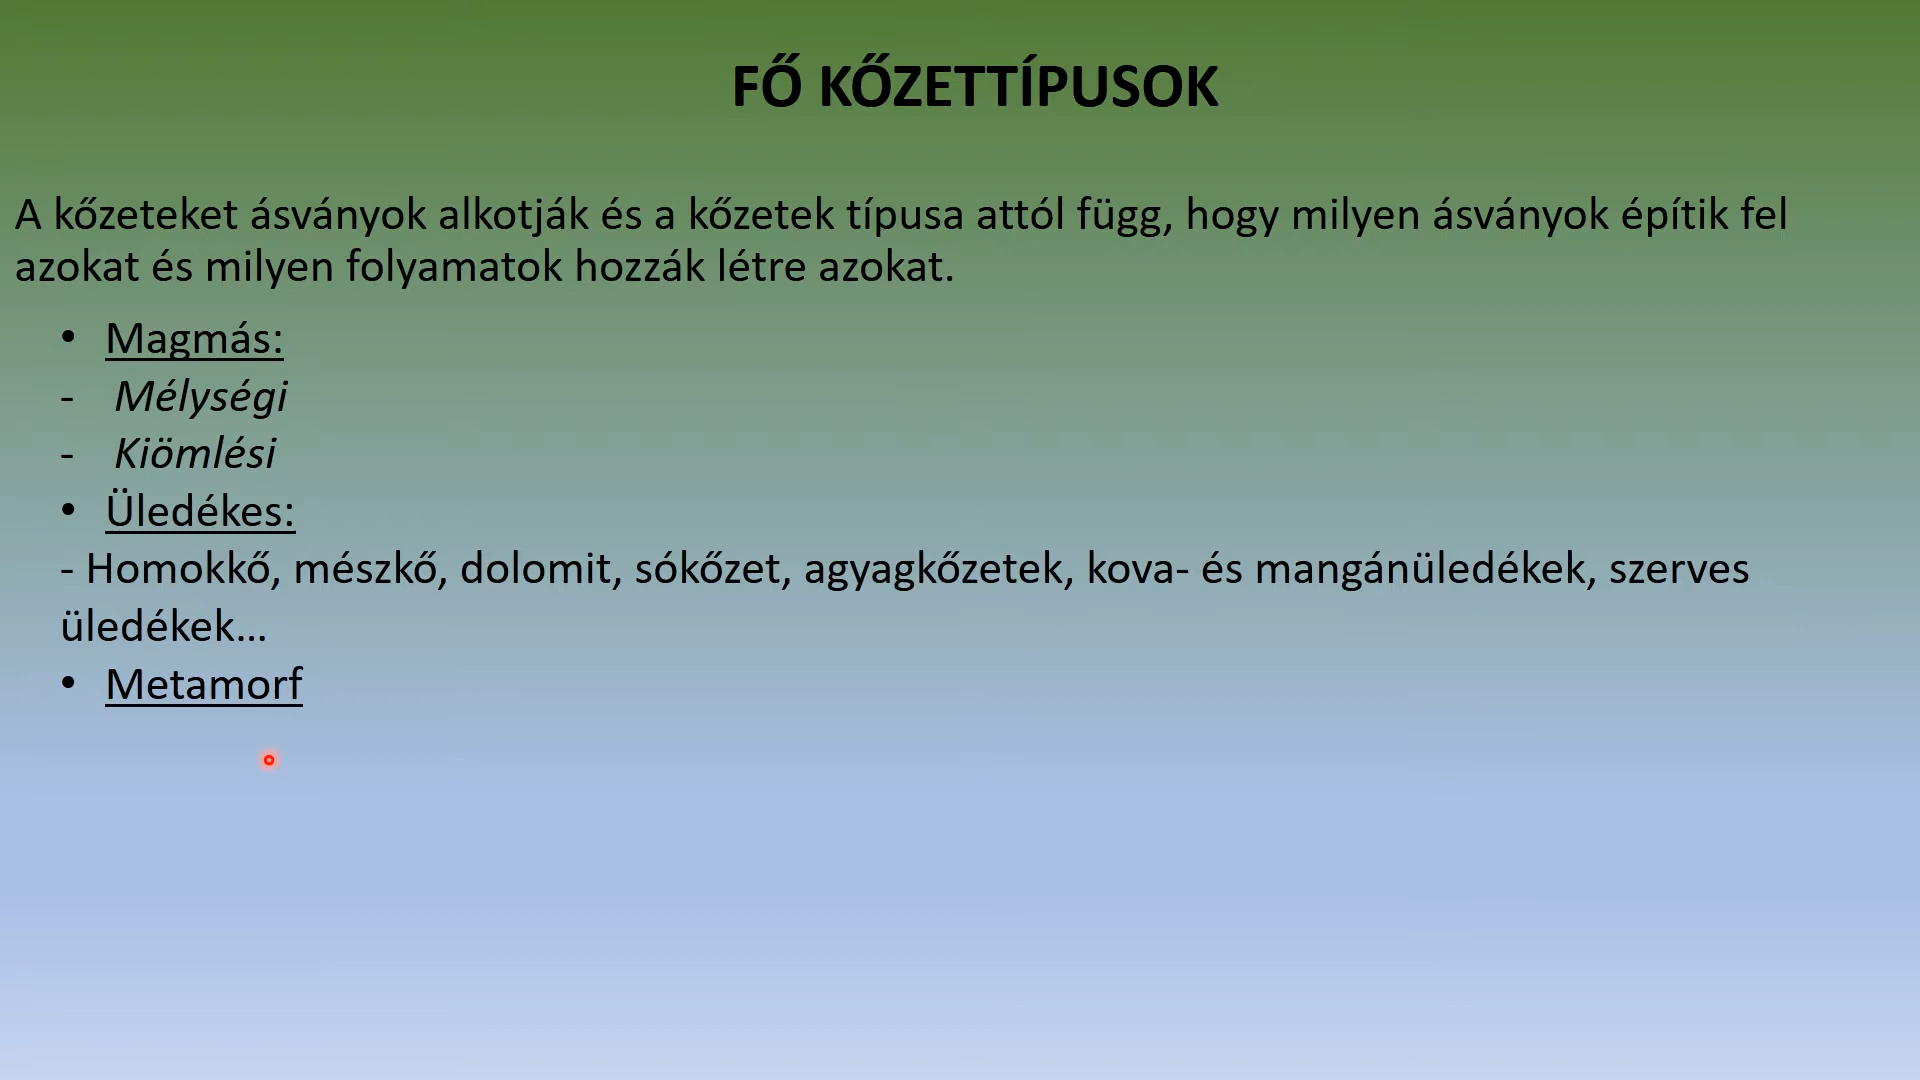 FŐ KŐZETTÍPUSOK
A kőzeteket ásványok alkotják és a kőzetek típusa attól függ, hogy milyen ásványok építik fel
azokat és milyen folyamatok hozzák létre azokat.
• Magmás:
- Mélységi
- Kiömlési
• Üledékes:
- Homokkő, mészkő, dolomit, sókőzet, agyagkőzetek, kova- és mangánüledékek, szerves
üledékek...
• Metamorf